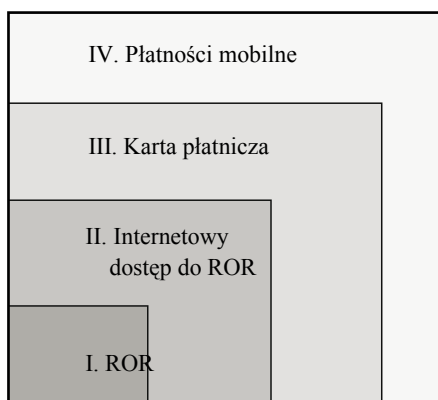 IV. Płatności mobilne
III. Karta płatnicza
II. Internetowy
dostęp do ROR
I. ROR